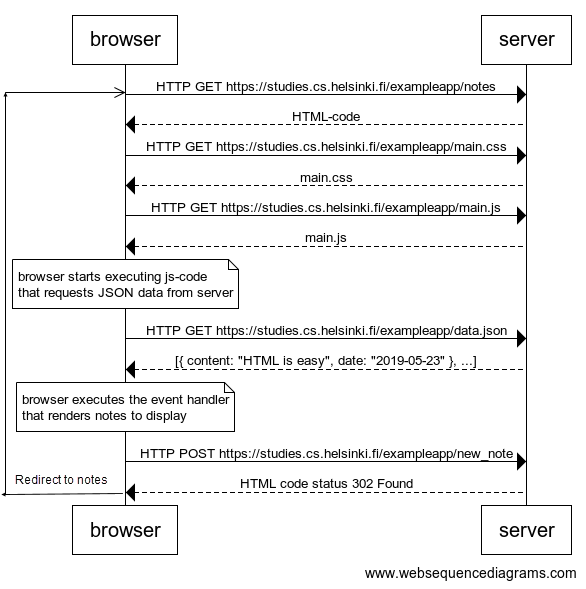 browser
server
HTTP GET https://studies.cs.helsinki.fi/exampleapp/notes
HTML-code
HTTP GET https://studies.cs.helsinki.fi/exampleapp/main.css
main.css
HTTP GET https://studies.cs.helsinki.fi/exampleapp/main.js
main.js
browser starts executing js-code
that requests JSON data from server
HTTP GET https://studies.cs.helsinki.fi/exampleapp/data.json
[{ content: "HTML is easy", date: "2019-05-23" }, ...]
browser executes the event handler
that renders notes to display
HTTP POST https://studies.cs.helsinki.fi/exampleapp/new_note
Redirect to notes
HTML code status 302 Found
browser
server
www.websequencediagrams.com